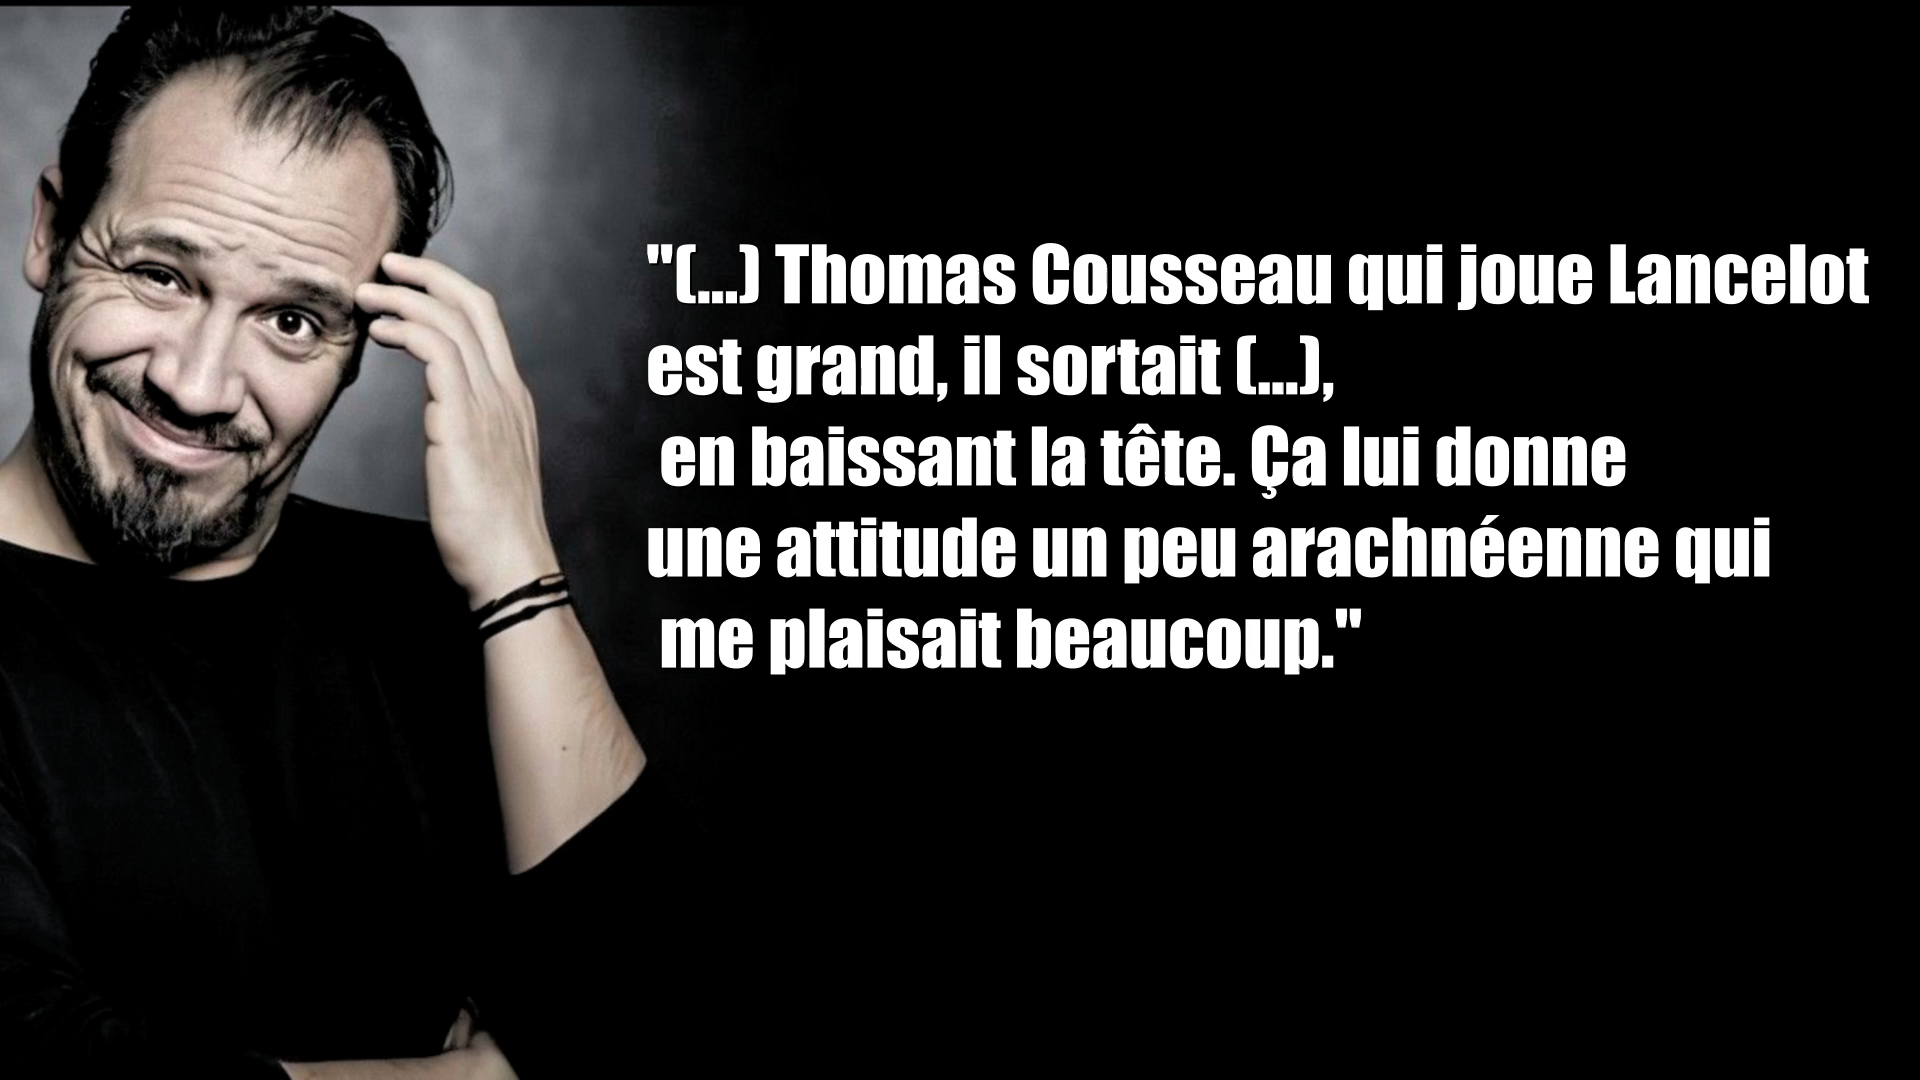 "(...) Thomas Cousseau qui joue Lancelot
est grand, il sortait (...),
en baissant la tête. Ça lui donne
une attitude un peu arachnéenne qui
me plaisait beaucoup."